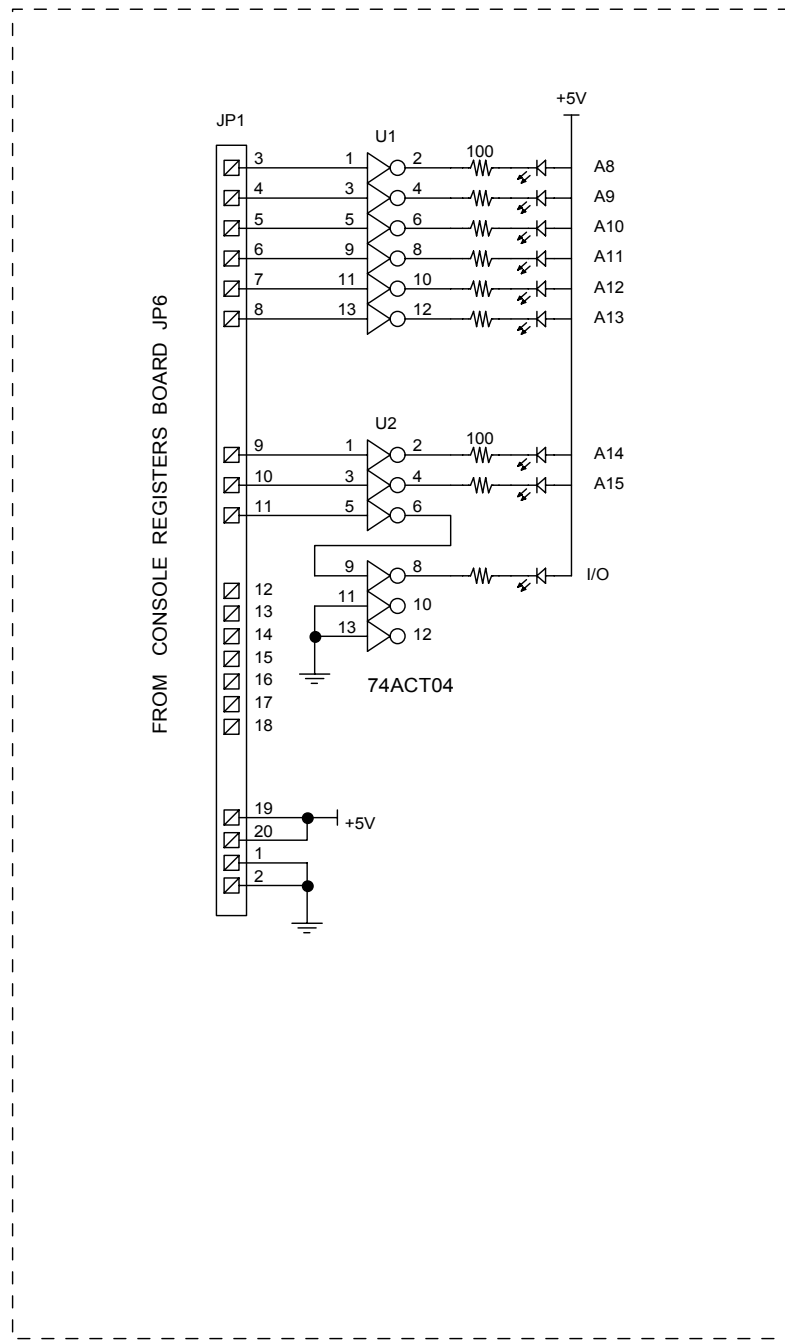 +5V
JP1
U1
3 1 2 100 A8
4 3 4 A9
5 5 6 A10
6 9 8 A11
7 11 10 A12
8 13 12 A13
FROM CONSOLE REGISTERS BOARD JP6
U2
9 1 2 100 A14
10 3 4 A15
11 5 6
9 8 I/O
12
11 10
13
14
13 12
15
16
74ACT04
17
18
19
+5V
20
1
2